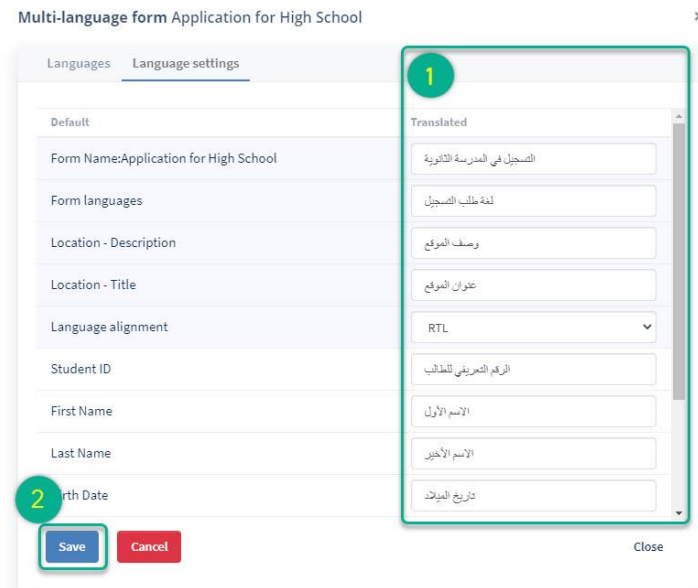 Multi-language form Application for High School
Languages Language settings
1
Default Translated
Form Name:Application for High School التسجيل في المدرسة الثانوية
Form languages لغة طلب التسجيل
Location - Description وصف الموقع
Location - Title عنوان الموقع
Language alignment RTL
Student ID الرقم التعريفي للطالب
First Name الاسم الأول
Last Name الاسم الأخير
2 irth Date تاريخ الميلاد
Save Cancel Close